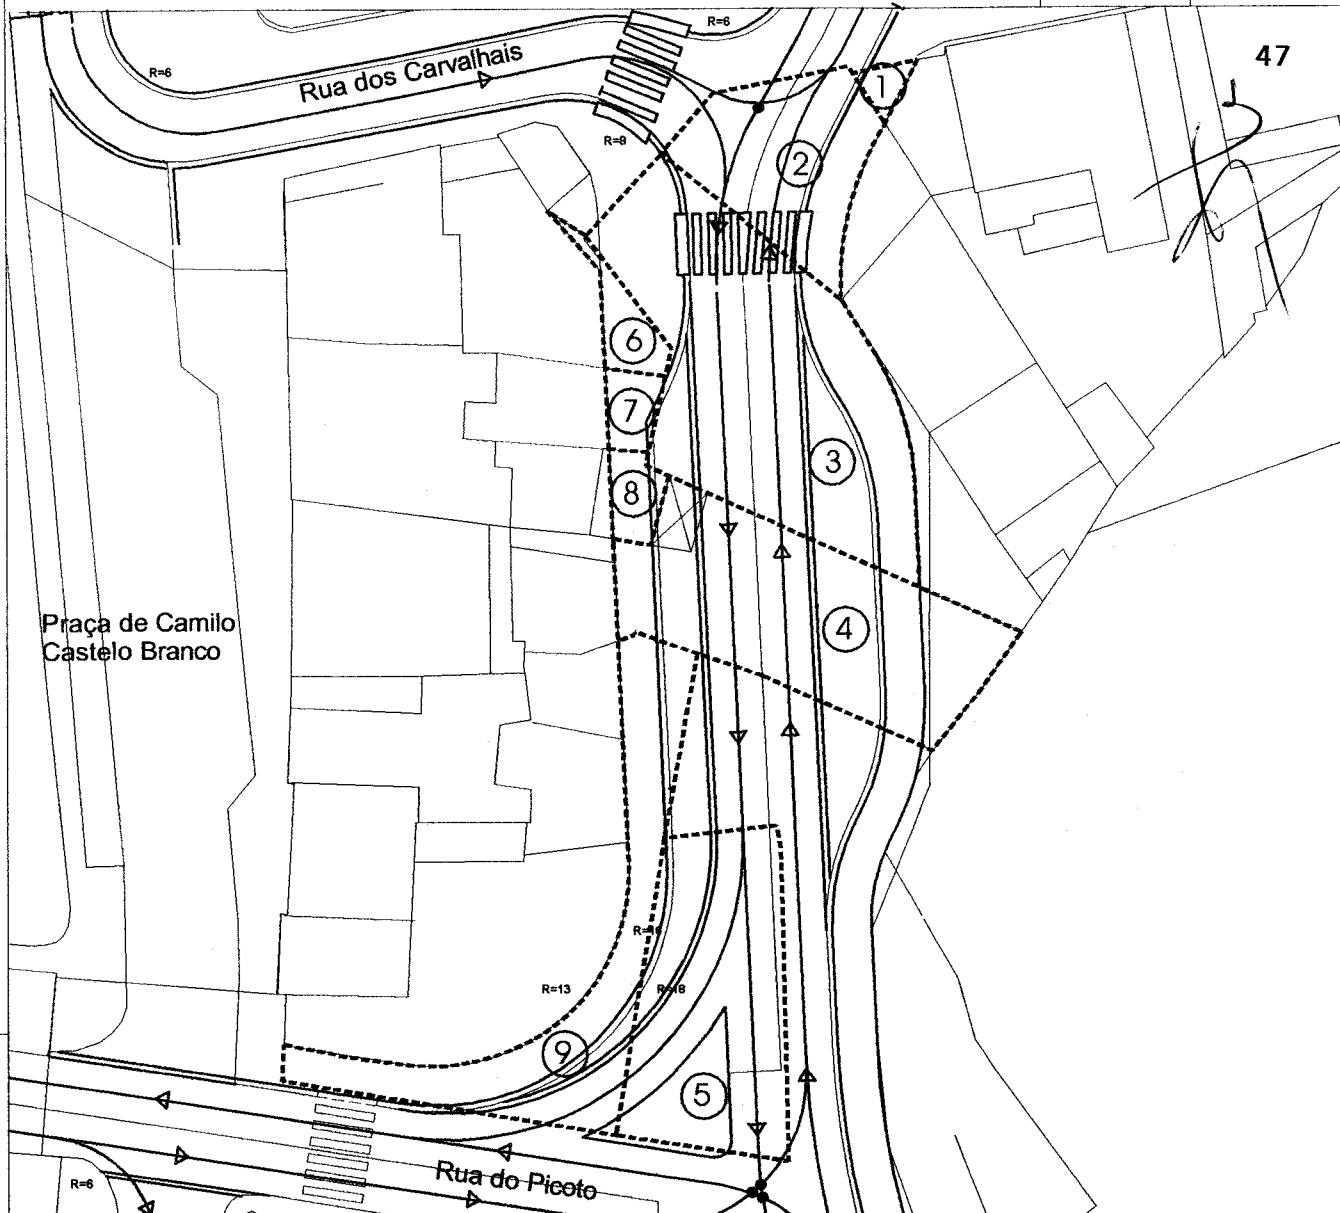 R=6
47
R=6
Rua dos Carvalhais
1
R=8
2
6
7
3
8
Praça de Camilo
Castelo Branco
4
R=13
R=18
9
5
Rua do Picoto
R=6